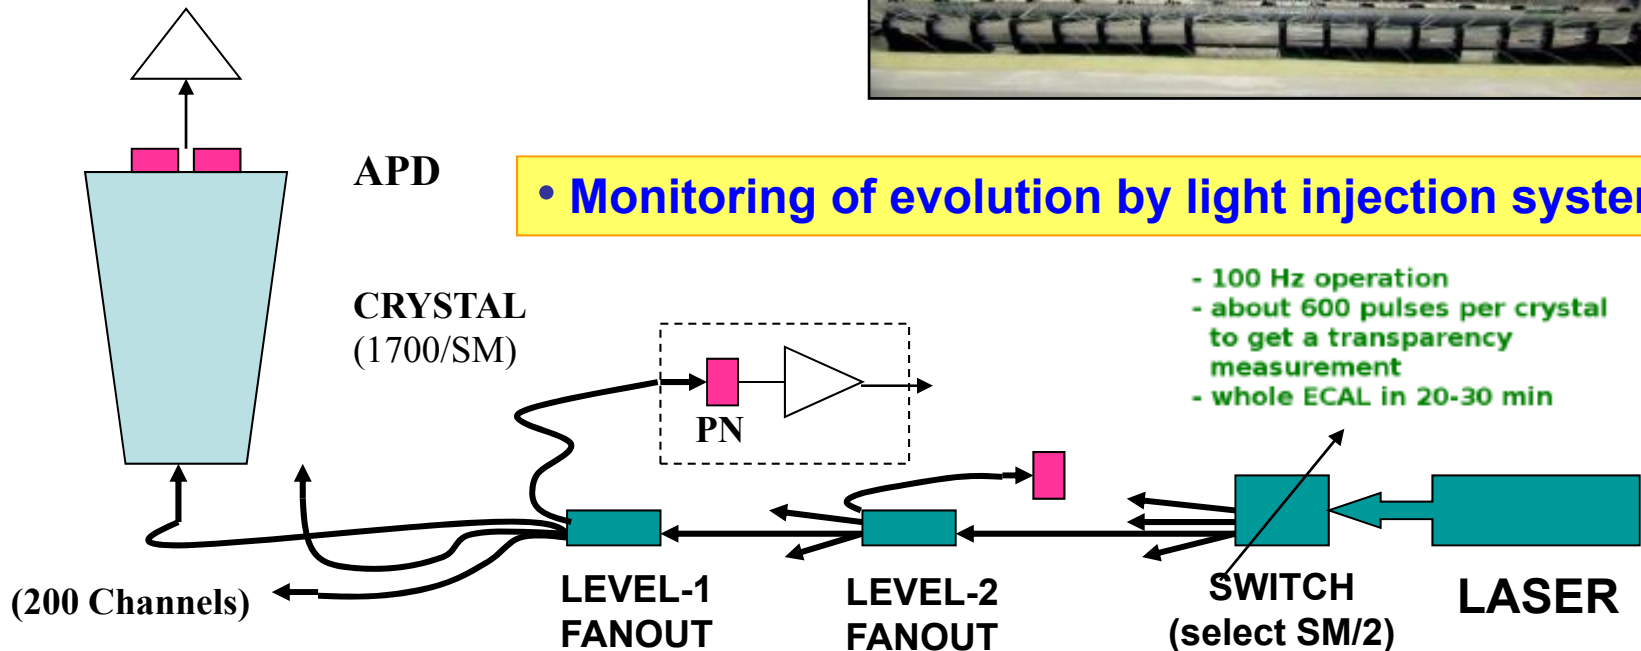 APD
• Monitoring of evolution by light injection
CRYSTAL
(1700/SM)
- 100 Hz operation
- about 600 pulses per crystal
to get a transparency
measurement
- whole ECAL in 20-30 min
PN
(200 Channels)
LEVEL-1
FANOUT
LEVEL-2
FANOUT
SWITCH
(select SM/2)
LASER